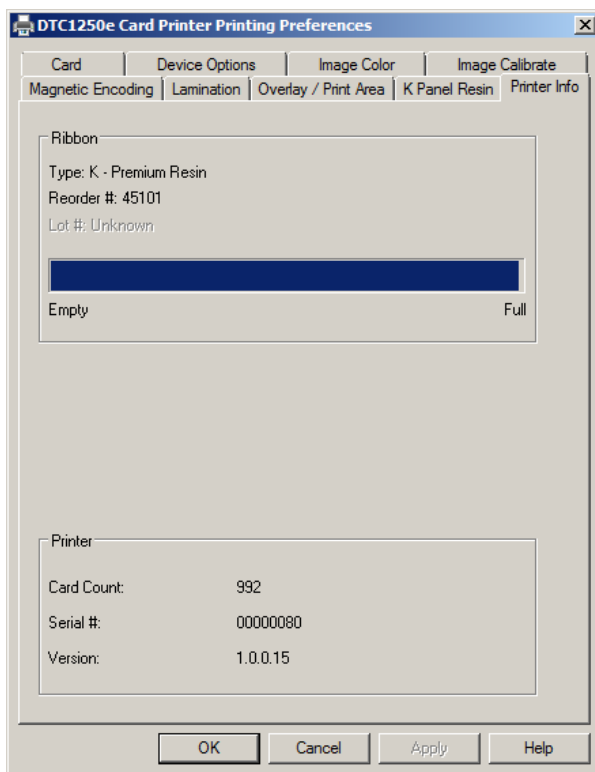 DTC1250e Card Printer Printing Preferences
Card Device Options Image Color Image Calibrate
Magnetic Encoding Lamination Overlay / Print Area K Panel Resin Printer Info
Ribbon
Type: K - Premium Resin
Reorder #: 45101
Lot #: Unknown
Empty Full
Printer
Card Count: 992
Serial #: 00000080
Version: 1.0.0.15
OK Cancel Apply Help